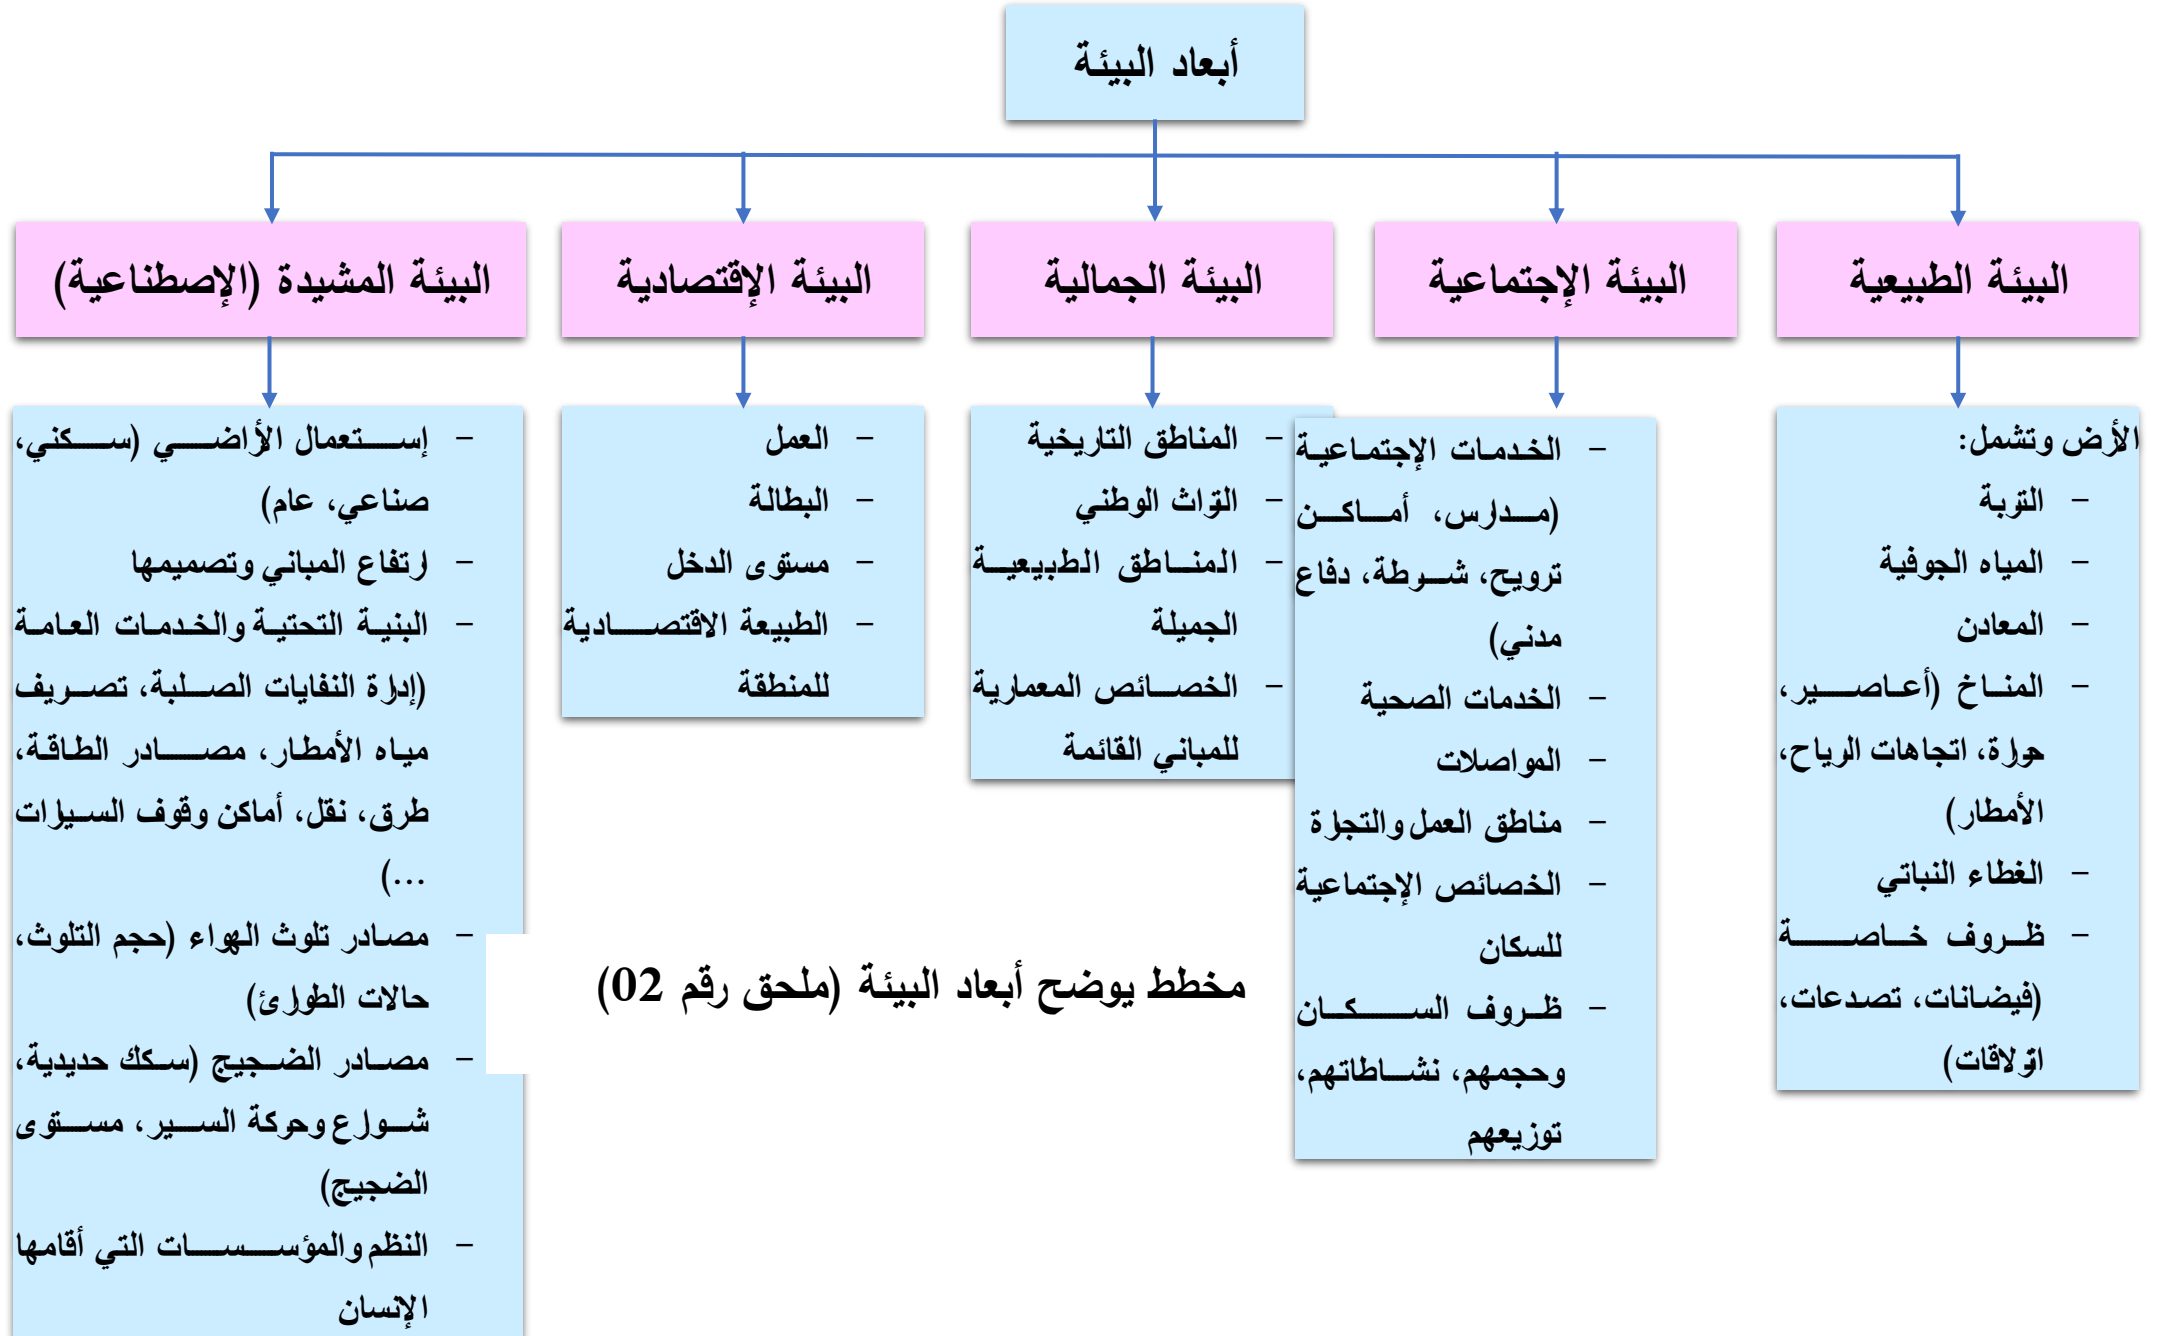 أبعاد البيئة
البيئة الطبيعية
البيئة الإجتماعية
البيئة الجمالية
البيئة الإقتصادية
البيئة المشيدة (الإصطناعية)
الأرض وتشمل:
- التربة
- المياه الجوفية
- المعادن
- المناخ (أعاصير،
حرارة، اتجاهات الرياح،
الأمطار)
- الغطاء النباتي
- ظروف خاصة
(فيضانات، تصدعات،
انزلاقات)
- الخدمات الإجتماعية
(مدارس، أماكن
ترويح، شرطة، دفاع
مدني)
- الخدمات الصحية
- المواصلات
- مناطق العمل والتجارة
- الخصائص الإجتماعية
للسكان
- ظروف السكان
وحجمهم، نشاطاتهم،
توزيعهم
- المناطق التاريخية
- التراث الوطني
- المناطق الطبيعية
الجميلة
- الخصائص المعمارية
للمباني القائمة
- العمل
- البطالة
- مستوى الدخل
- الطبيعة الاقتصادية
للمنطقة
- إستعمال الأراضي (سكني،
صناعي، عام)
- ارتفاع المباني وتصميمها
- البنية التحتية والخدمات العامة
(إدارة النفايات الصلبة، تصريف
مياه الأمطار، مصادر الطاقة،
طرق، نقل، أماكن وقوف السيارات
...)
- مصادر تلوث الهواء (حجم التلوث،
حالات الطوارئ)
- مصادر الضجيج (سكك حديدية،
شوارع وحركة السير، مستوى
الضجيج)
- النظم والمؤسسات التي أقامها
الإنسان
مخطط يوضح أبعاد البيئة (ملحق رقم 02)